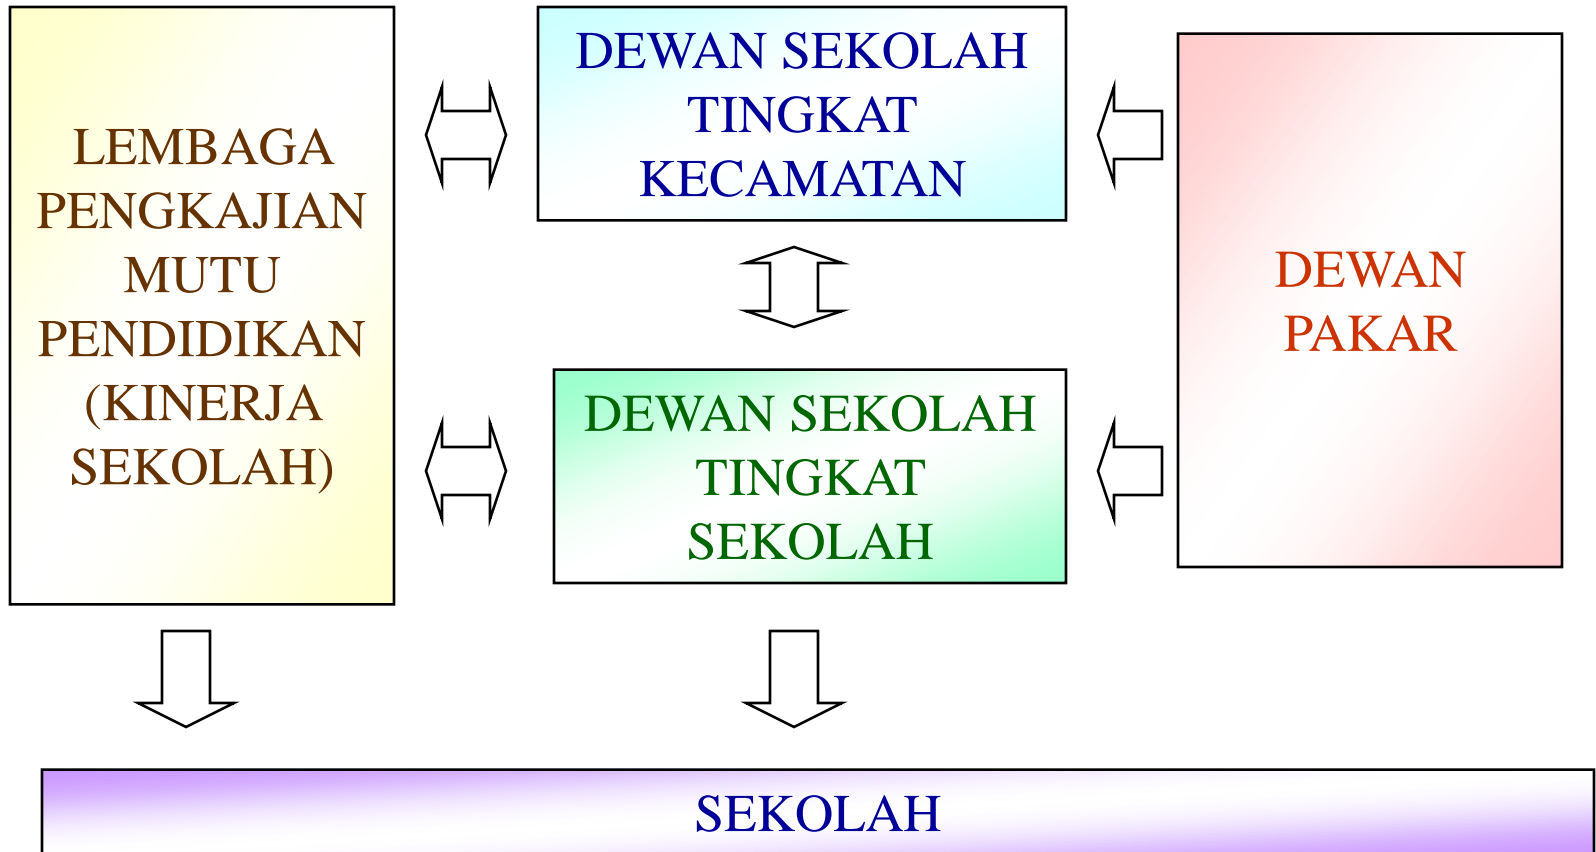 LEMBAGA
PENGKAJIAN
MUTU
PENDIDIKAN
(KINERJA
SEKOLAH)
DEWAN SEKOLAH
TINGKAT
KECAMATAN
DEWAN SEKOLAH
TINGKAT
SEKOLAH
DEWAN
PAKAR
SEKOLAH